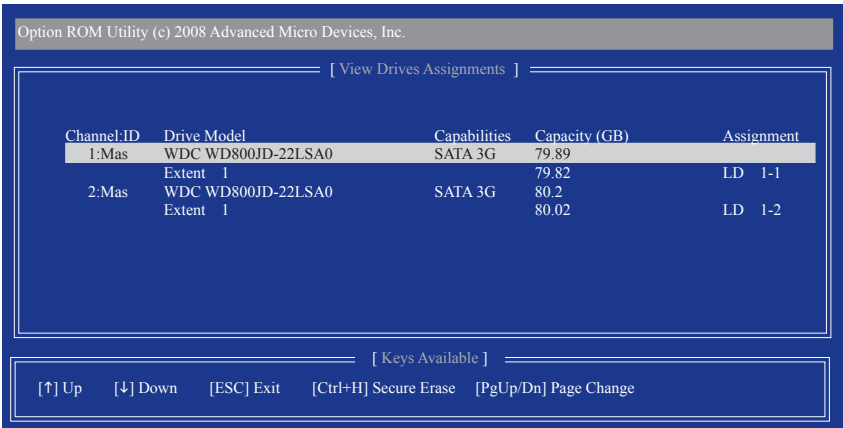 Option ROM Utility (c) 2008 Advanced Micro Devices, Inc.
[ View Drives Assignments ]
Channel:ID Drive Model Capabilities Capacity (GB) Assignment
1:Mas WDC WD800JD-22LSA0 SATA 3G 79.89
Extent 1 79.82 LD 1-1
2:Mas WDC WD800JD-22LSA0 SATA 3G 80.2
Extent 1 80.02 LD 1-2
[ Keys Available ]
[↑] Up [↓] Down [ESC] Exit [Ctrl+H] Secure Erase [PgUp/Dn] Page Change